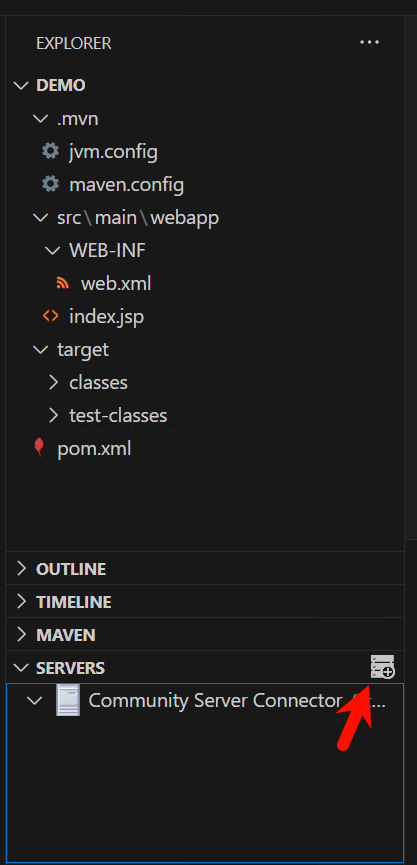 EXPLORER
DEMO
.mvn
jvm.config
maven.config
src\main\webapp
WEB-INF
web.xml
index.jsp
target
classes
test-classes
pom.xml
OUTLINE
TIMELINE
MAVEN
SERVERS
Community Server Connector